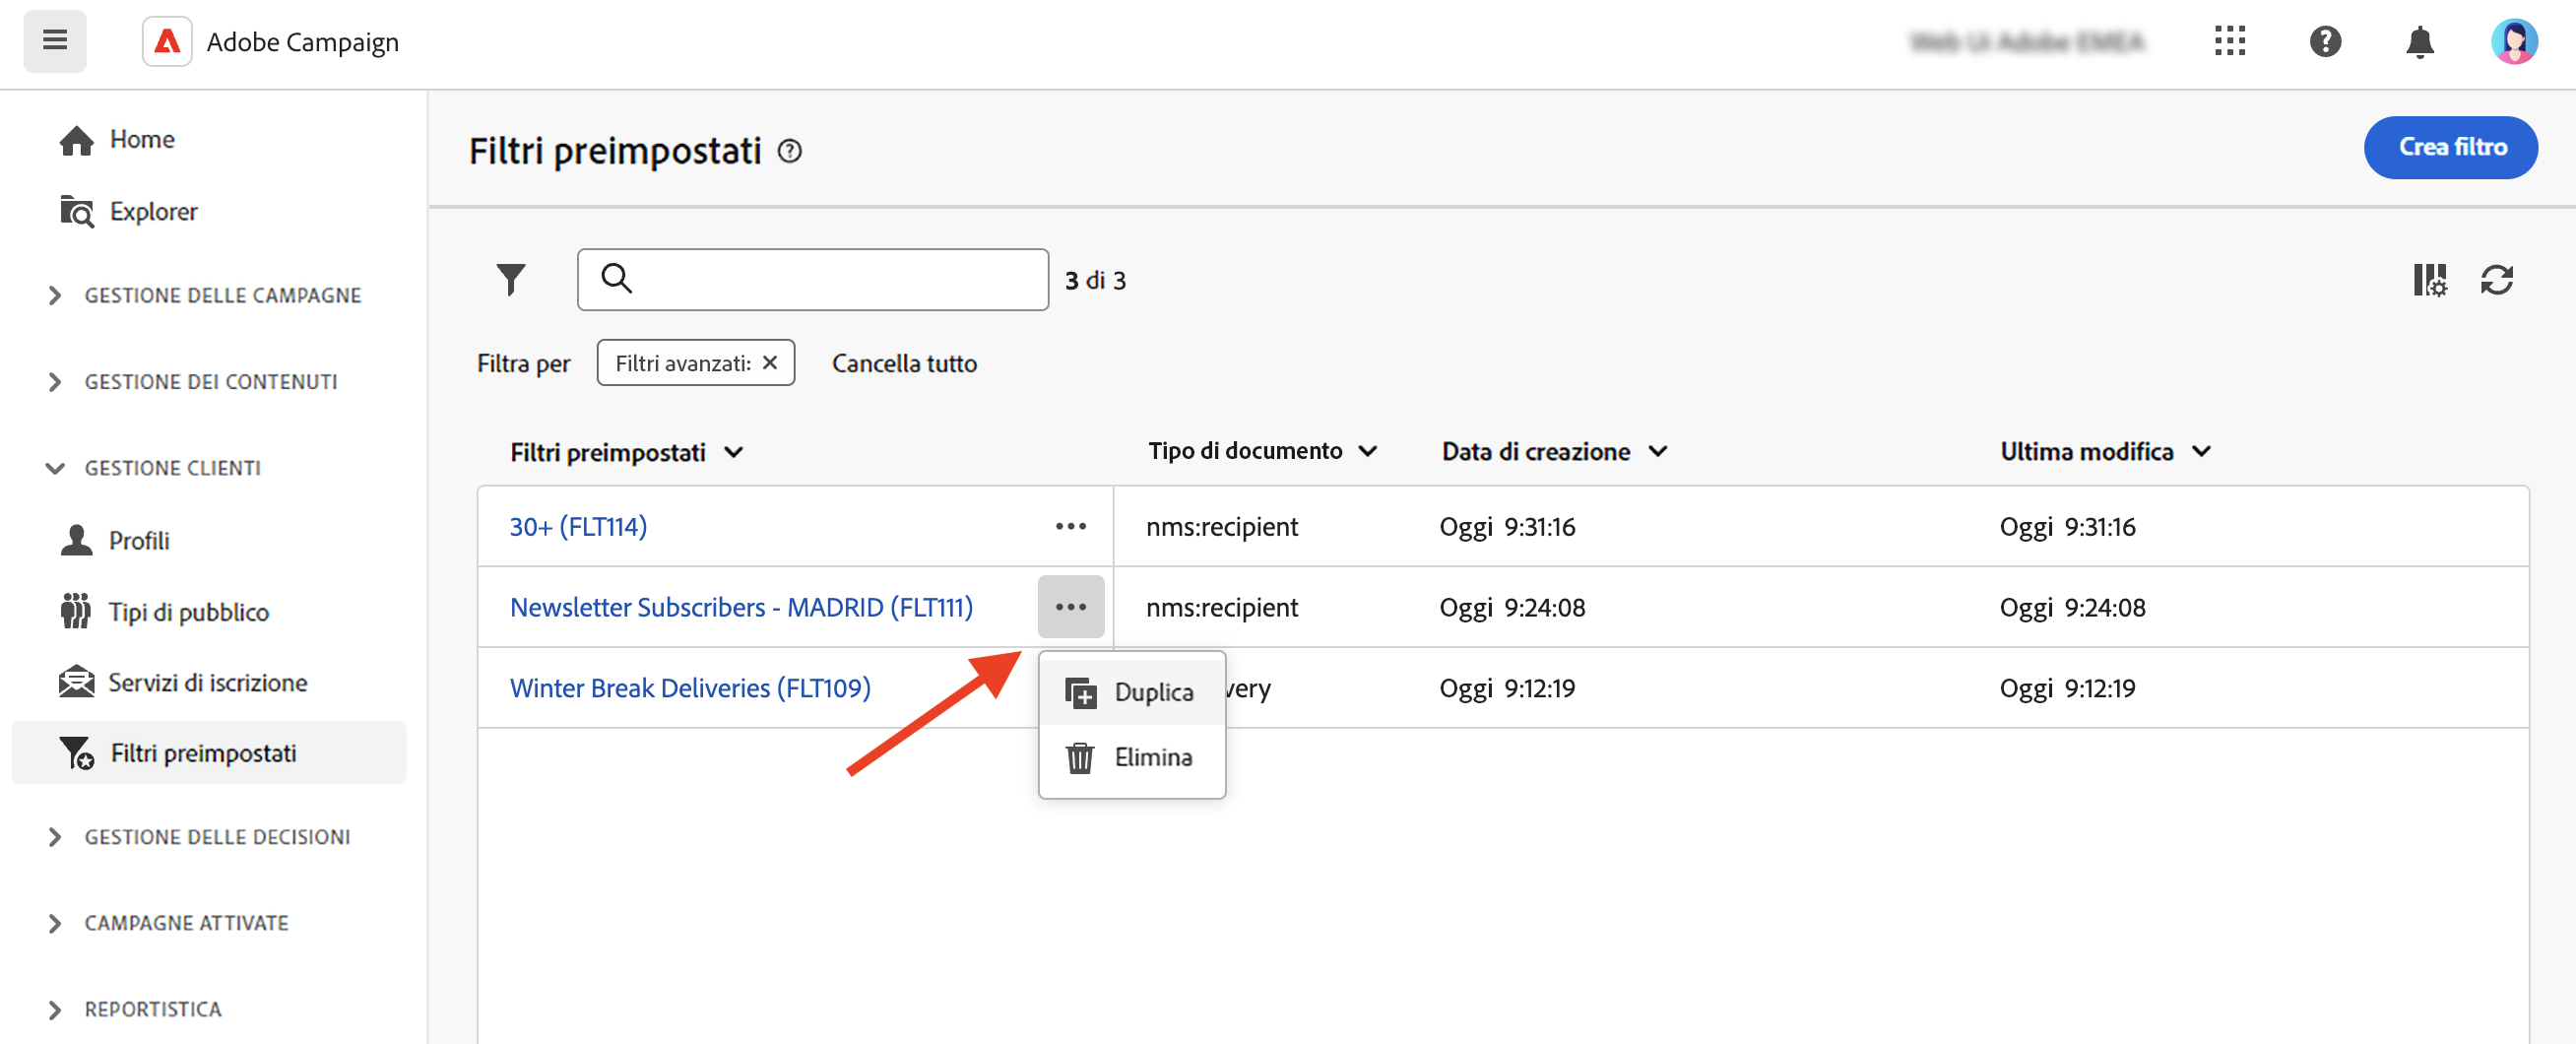 Adobe Campaign
Web UI Adobe EMEA
Home
Explorer
GESTIONE DELLE CAMPAGNE
GESTIONE DEI CONTENUTI
GESTIONE CLIENTI
Profili
Tipi di pubblico
Servizi di iscrizione
Filtri preimpostati
GESTIONE DELLE DECISIONI
CAMPAGNE ATTIVATE
REPORTISTICA
Filtri preimpostati
Crea filtro
3 di 3
Filtra per Filtri avanzati: Cancella tutto
Filtri preimpostati Tipo di documento Data di creazione Ultima modifica
30+ (FLT114) nms:recipient Oggi 9:31:16 Oggi 9:31:16
Newsletter Subscribers - MADRID (FLT111) nms:recipient Oggi 9:24:08 Oggi 9:24:08
Winter Break Deliveries (FLT109) very Oggi 9:12:19 Oggi 9:12:19
Duplica
Elimina